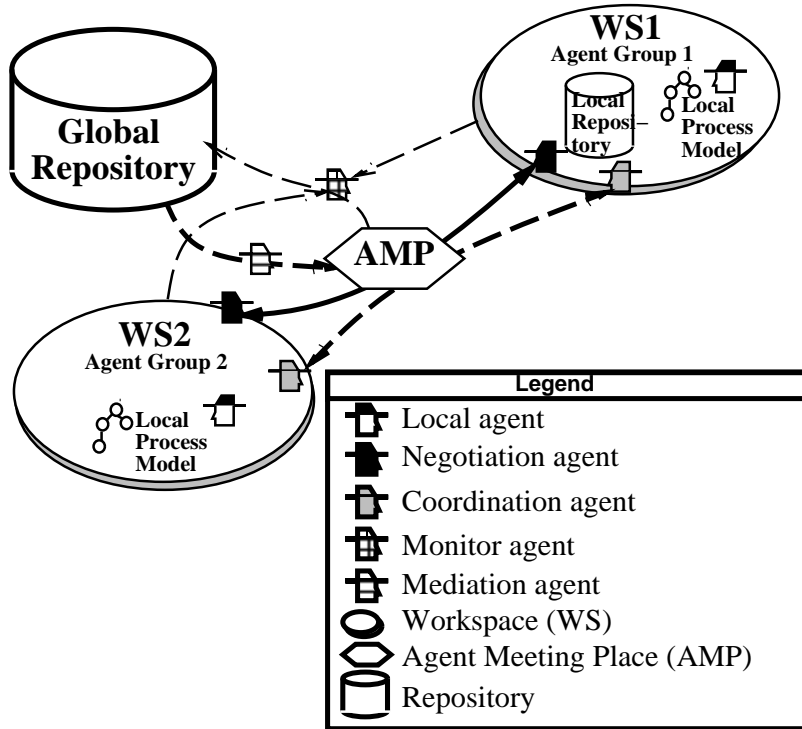 WS1
Agent Group 1
Local
Reposi–
tory
Local
Process
Model
Global
Repository
AMP
WS2
Agent Group 2
Local
Process
Model
Legend
Local agent
Negotiation agent
Coordination agent
Monitor agent
Mediation agent
Workspace (WS)
Agent Meeting Place (AMP)
Repository